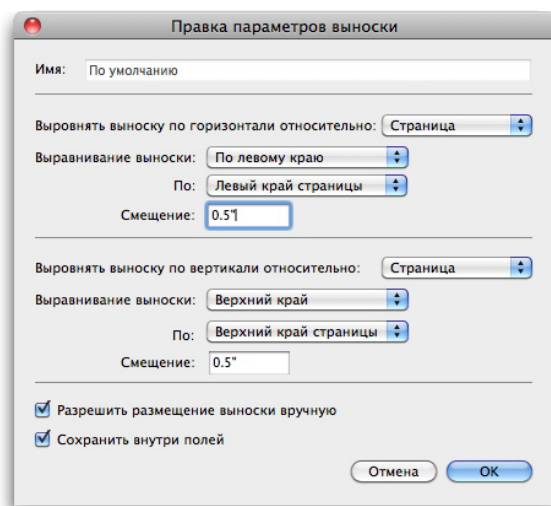 Правка параметров выноски
Имя: По умолчанию
Выровнять выноску по горизонтали относительно: Страница
Выравнивание выноски: По левому краю
По: Левый край страницы
Смещение: 0.5"
Выровнять выноску по вертикали относительно: Страница
Выравнивание выноски: Верхний край
По: Верхний край страницы
Смещение: 0.5"
Разрешить размещение выноски вручную
Сохранить внутри полей
Отмена OK